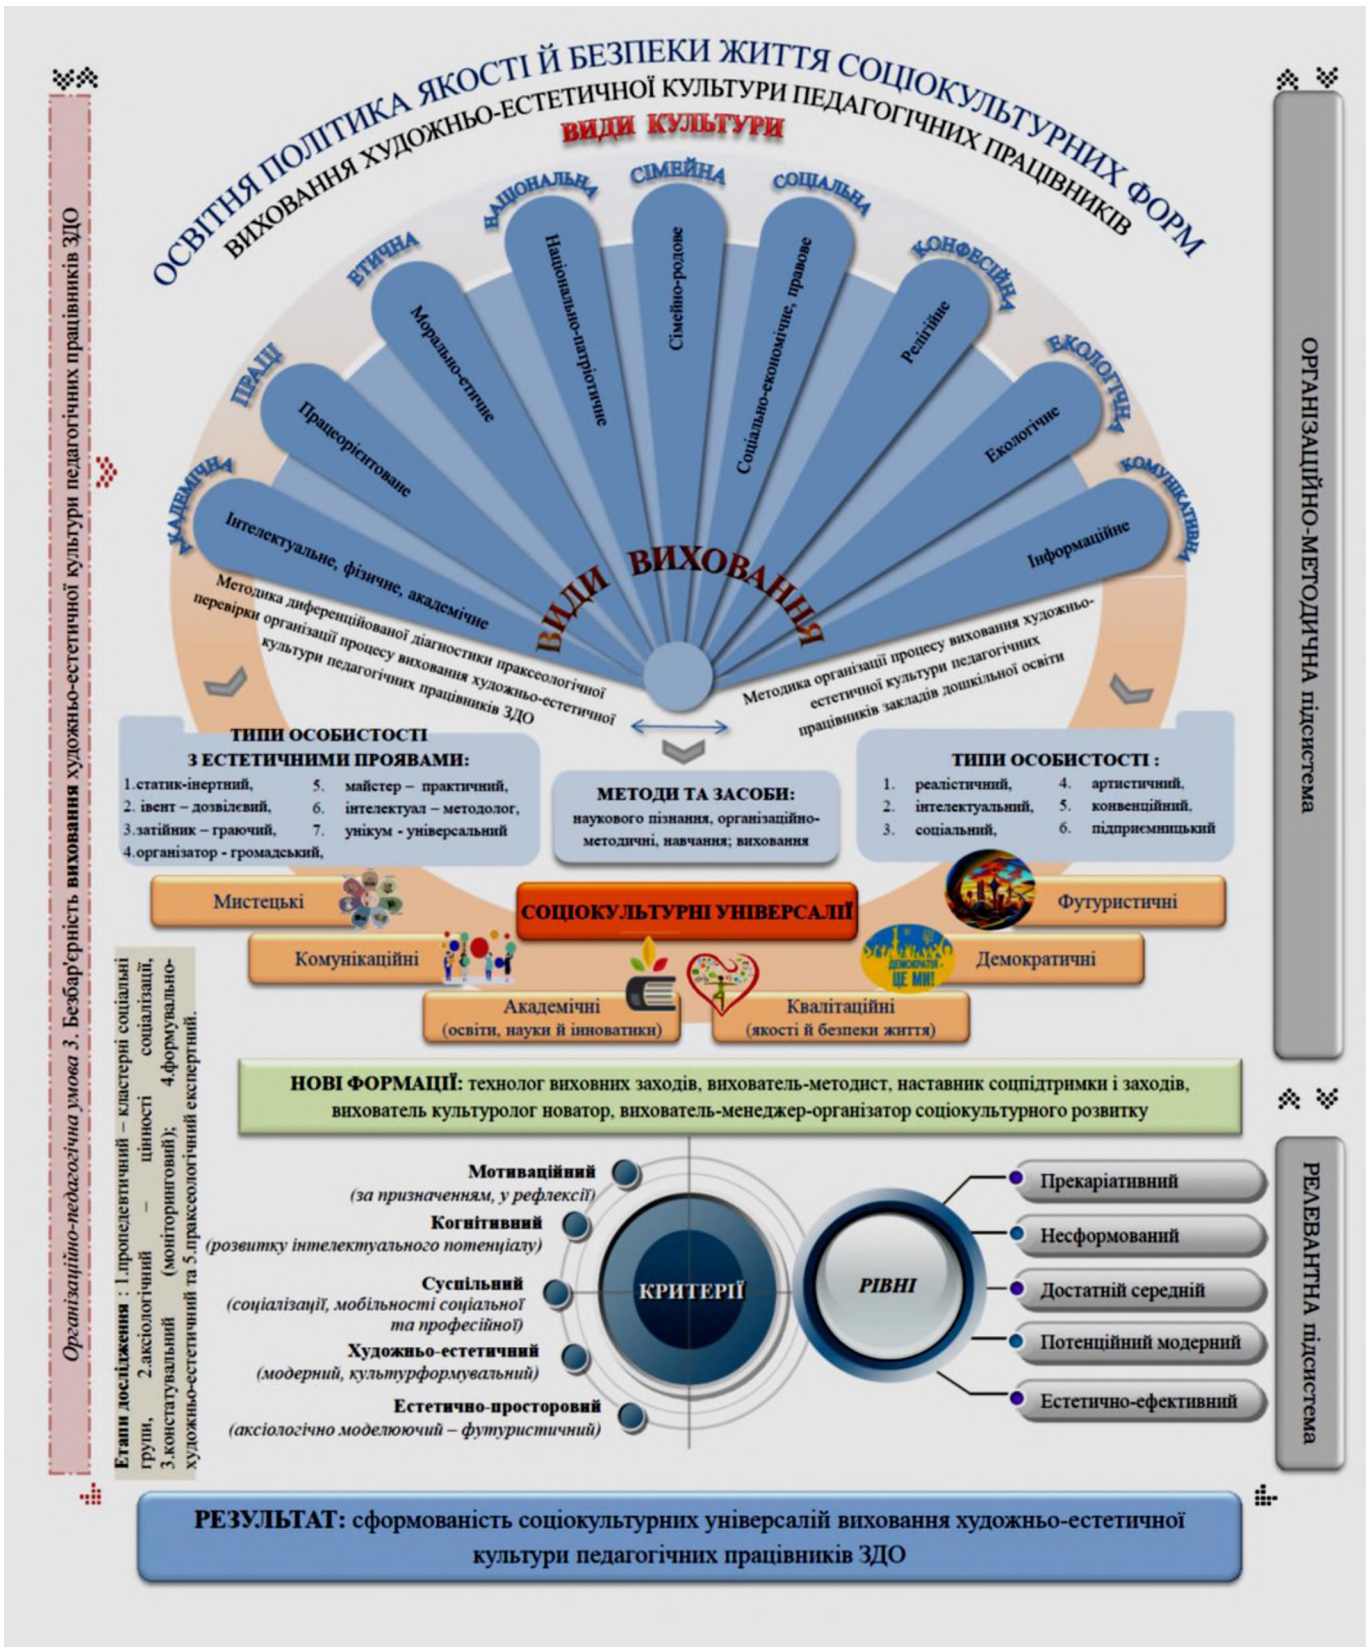 ОСВІТНЯ ПОЛІТИКА ЯКОСТІ Й БЕЗПЕКИ ЖИТТЯ СОЦІОКУЛЬТУРНИХ ФОРМ
ВИХОВАННЯ ХУДОЖНЬО-ЕСТЕТИЧНОЇ КУЛЬТУРИ ПЕДАГОГІЧНИХ ПРАЦІВНИКІВ
ВИДИ КУЛЬТУРИ
АКАДЕМІЧНА
ПРАЦІ
ЕТИЧНА
НАЦІОНАЛЬНА
СІМЕЙНА
СОЦІАЛЬНА
КОНФЕСІЙНА
ЕКОЛОГІЧНА
КОМУНІКАТИВНА
Інтелектуальне, фізичне, академічне
Працеорієнтоване
Морально-етичне
Національно-патріотичне
Сімейно-родове
Соціально-економічне, правове
Релігійне
Екологічне
Інформаційне
ВИДИ ВИХОВАННЯ
Методика диференційованої діагностики праксеологічної
перевірки організації процесу виховання художньо-естетичної
культури педагогічних працівників ЗДО
Методика організації процесу виховання художньо-
естетичної культури педагогічних
працівників закладів дошкільної освіти
ТИПИ ОСОБИСТОСТІ
З ЕСТЕТИЧНИМИ ПРОЯВАМИ:
1.статик-інертний,
2. івент – дозвілєвий,
3.затійник – граючий,
4.організатор - громадський,
5. майстер – практичний,
6. інтелектуал – методолог,
7. унікум - універсальний
МЕТОДИ ТА ЗАСОБИ:
наукового пізнання, організаційно-
методичні, навчання; виховання
ТИПИ ОСОБИСТОСТІ :
1. реалістичний,
2. інтелектуальний,
3. соціальний,
4. артистичний,
5. конвенційний,
6. підприємницький
СОЦІОКУЛЬТУРНІ УНІВЕРСАЛІЇ
Мистецькі
Комунікаційні
Академічні
(освіти, науки й інноватики)
Квалітаційні
(якості й безпеки життя)
ДЕМОКРАТІЯ -
ЦЕ МИ!
Демократичні
Футуристичні
НОВІ ФОРМАЦІЇ: технолог виховних заходів, вихователь-методист, наставник соцпідтримки і заходів,
вихователь культуролог новатор, вихователь-менеджер-організатор соціокультурного розвитку
Мотиваційний
(за призначенням, у рефлексії)
Когнітивний
(розвитку інтелектуального потенціалу)
Суспільний
(соціалізації, мобільності соціальної
та професійної)
Художньо-естетичний
(модерний, культурформувальний)
Естетично-просторовий
(аксіологічно моделюючий – футуристичний)
КРИТЕРІЇ
РІВНІ
Прекаріативний
Несформований
Достатній середній
Потенційний модерний
Естетично-ефективний
РЕЗУЛЬТАТ: сформованість соціокультурних універсалій виховання художньо-естетичної
культури педагогічних працівників ЗДО
Організаційно-педагогічна умова 3. Безбар'єрність виховання художньо-естетичної культури педагогічних працівників ЗДО
Етапи дослідження : 1.пропедевтичний – кластерні соціальні
групи, 2.аксіологічний – цінності соціалізації,
3.констатувальний (моніторинговий); 4.формувально-
художньо-естетичний та 5.праксеологічний експертний.
ОРГАНІЗАЦІЙНО-МЕТОДИЧНА підсистема
РЕЛЕВАНТНА підсистема